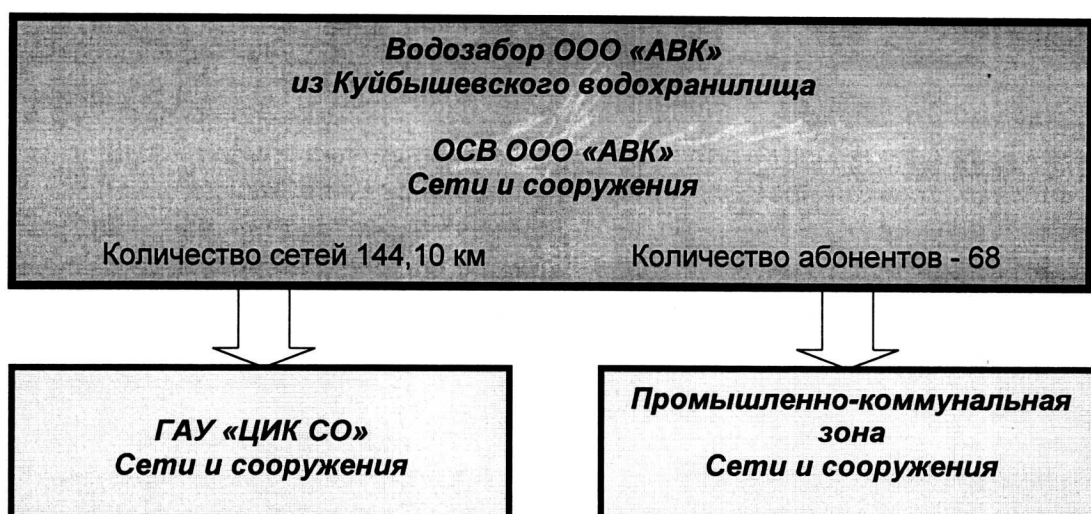 Водозабор ООО «АВК»
из Куйбышевского водохранилища
ОСВ ООО «АВК»
Сети и сооружения
Количество сетей 144,10 км
Количество абонентов - 68
ГАУ «ЦИК СО»
Сети и сооружения
Промышленно-коммунальная
зона
Сети и сооружения